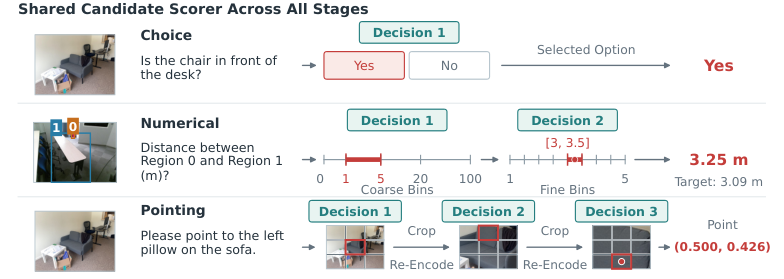 Shared Candidate Scorer Across All Stages
Choice
Is the chair in front of
the desk?
Decision 1
Yes
No
Selected Option
Yes
1 0
Numerical
Distance between
Region 0 and Region 1
(m)?
Decision 1
0 1 5 20 100
Coarse Bins
Decision 2
[3, 3.5]
1 5
Fine Bins
3.25 m
Target: 3.09 m
Pointing
Please point to the left
pillow on the sofa.
Decision 1
Crop
Re-Encode
Decision 2
Crop
Re-Encode
Decision 3
Point
(0.500, 0.426)